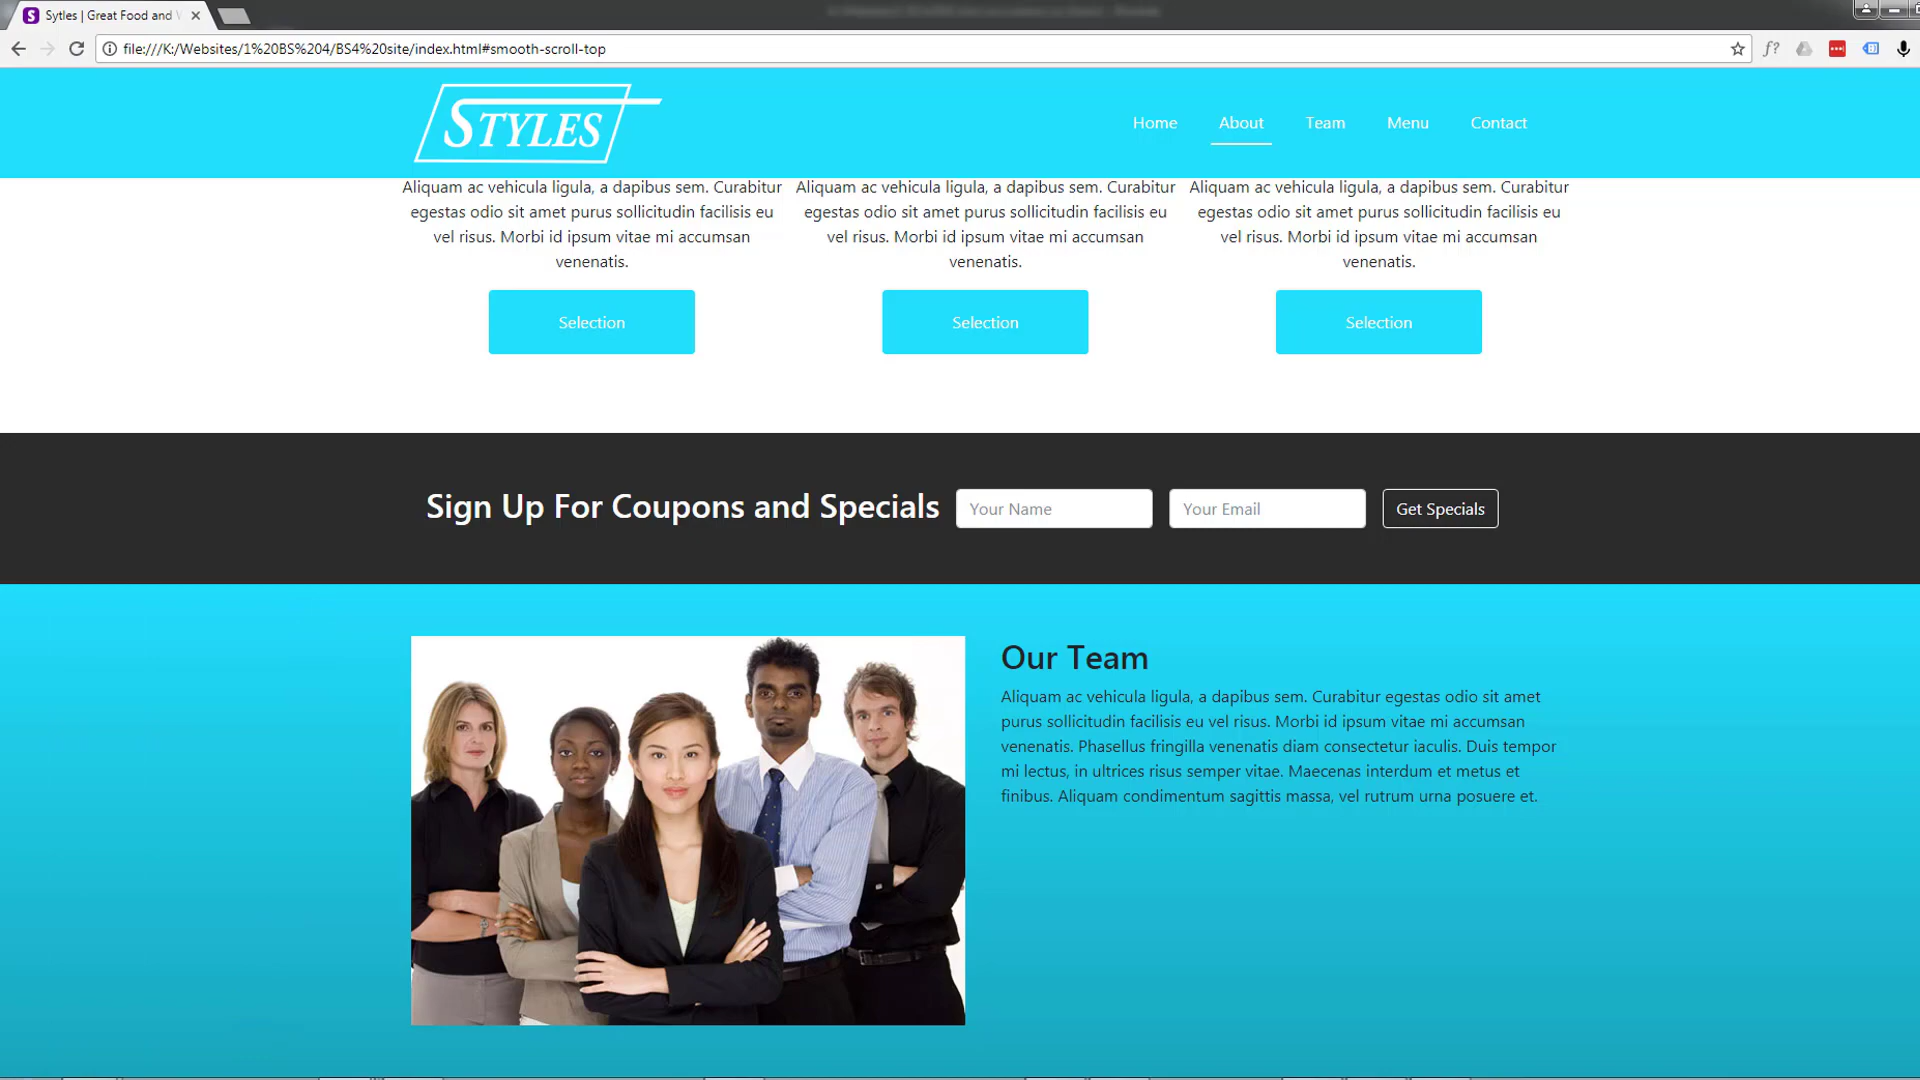 Sytles | Great Food and
file:///K:/Websites/1%20BS%204/BS4%20site/index.html#smooth-scroll-top
STYLES
Home About Team Menu Contact
Aliquam ac vehicula ligula, a dapibus sem. Curabitur
egestas odio sit amet purus sollicitudin facilisis eu
vel risus. Morbi id ipsum vitae mi accumsan
venenatis.
Selection
Aliquam ac vehicula ligula, a dapibus sem. Curabitur
egestas odio sit amet purus sollicitudin facilisis eu
vel risus. Morbi id ipsum vitae mi accumsan
venenatis.
Selection
Aliquam ac vehicula ligula, a dapibus sem. Curabitur
egestas odio sit amet purus sollicitudin facilisis eu
vel risus. Morbi id ipsum vitae mi accumsan
venenatis.
Selection
Sign Up For Coupons and Specials Your Name Your Email Get Specials
Our Team
Aliquam ac vehicula ligula, a dapibus sem. Curabitur egestas odio sit amet
purus sollicitudin facilisis eu vel risus. Morbi id ipsum vitae mi accumsan
venenatis. Phasellus fringilla venenatis diam consectetur iaculis. Duis tempor
mi lectus, in ultrices risus semper vitae. Maecenas interdum et metus et
finibus. Aliquam condimentum sagittis massa, vel rutrum urna posuere et.